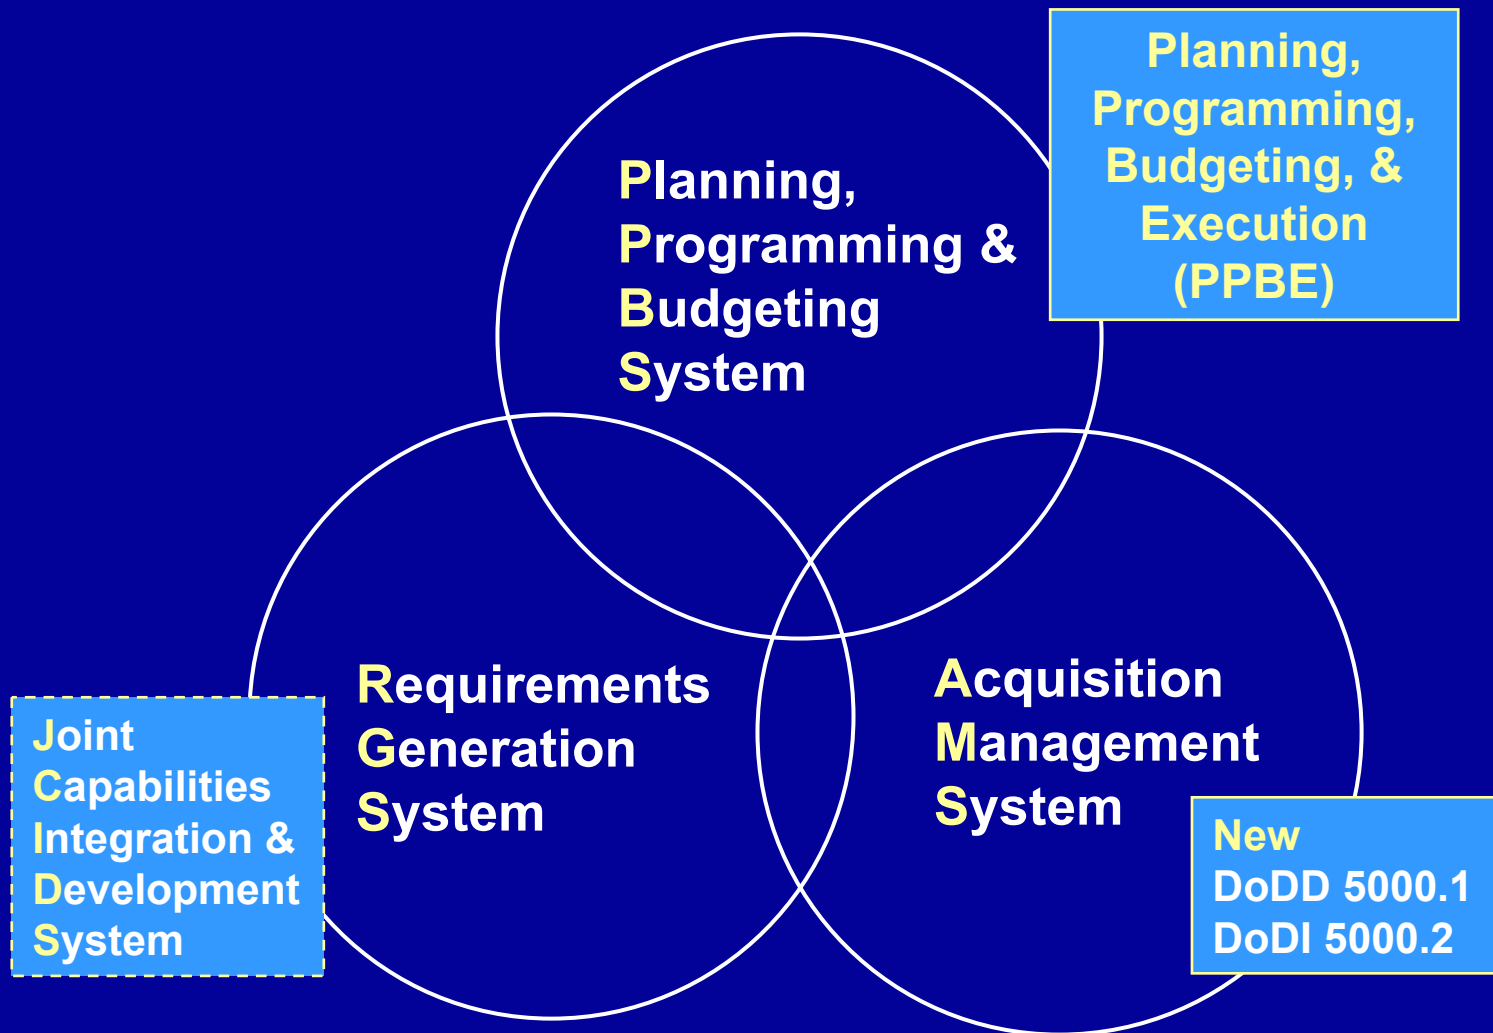 Planning,
Programming,
Budgeting, &
Execution
(PPBE)
Planning,
Programming &
Budgeting
System
Requirements
Generation
System
Acquisition
Management
System
Joint
Capabilities
Integration &
Development
System
New
DoDD 5000.1
DoDI 5000.2